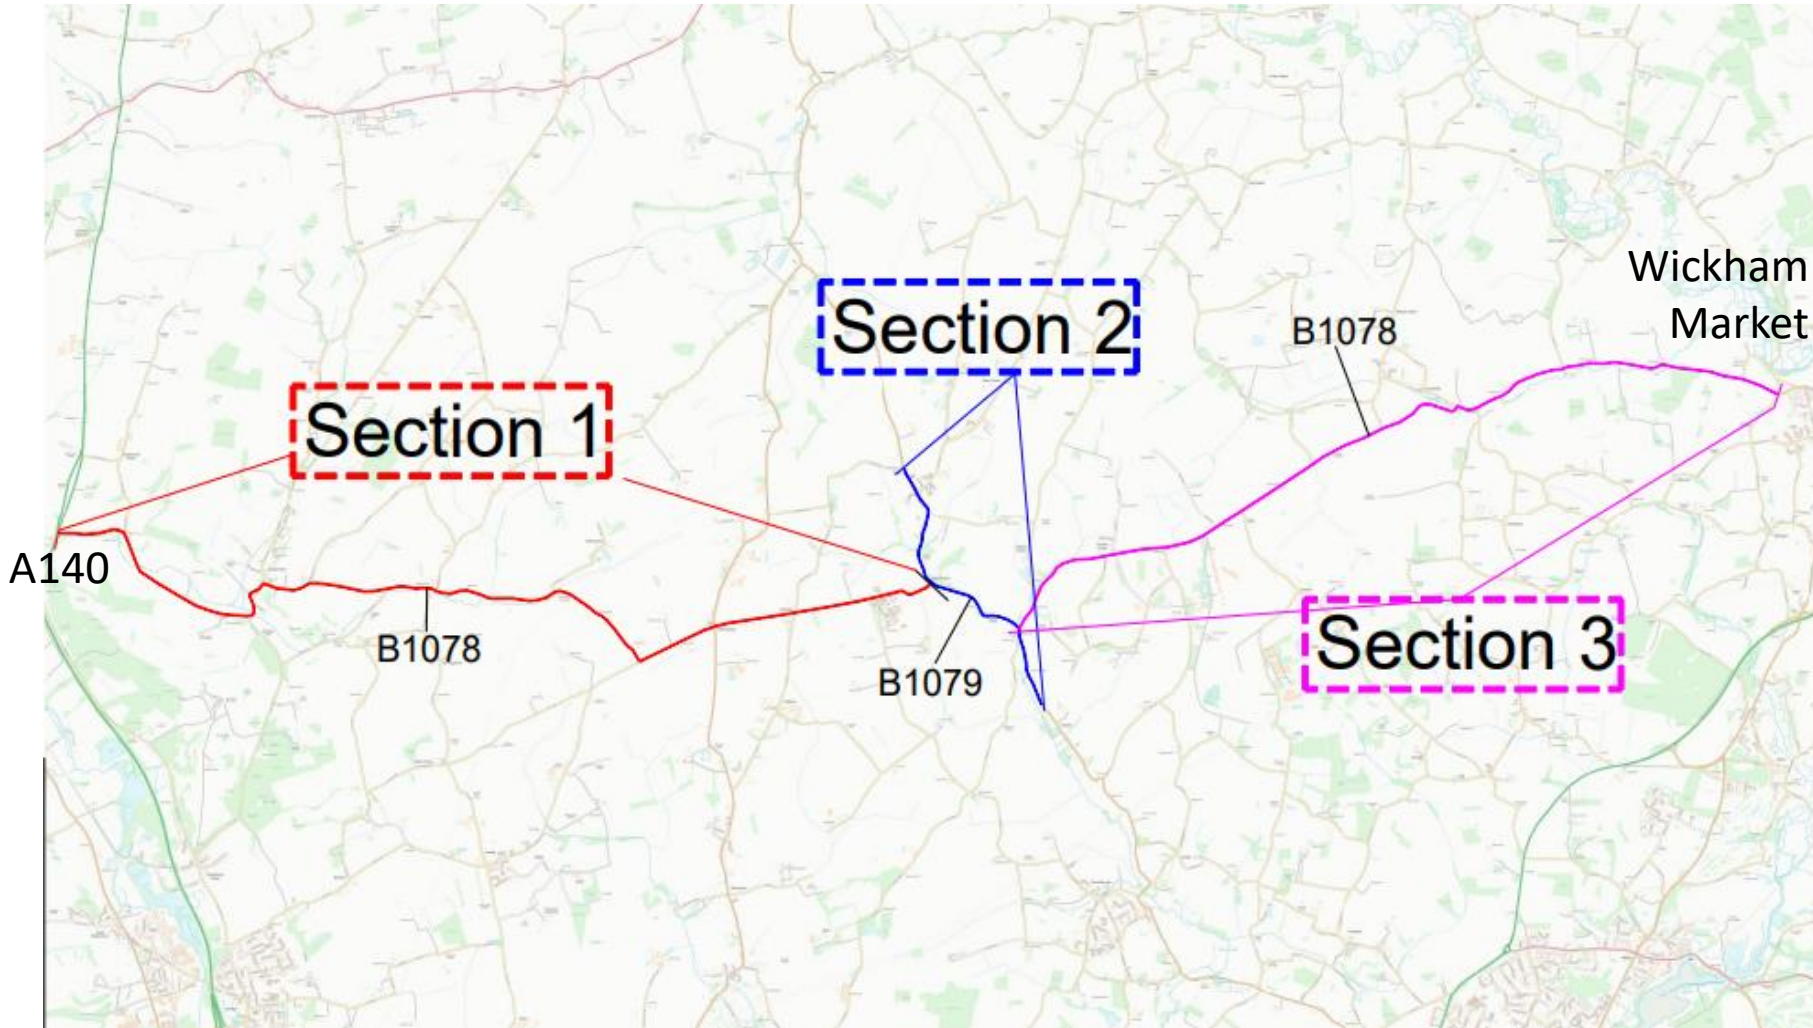 Wickham
Market
Section 2
B1078
Section 1
A140
B1078
B1079
Section 3